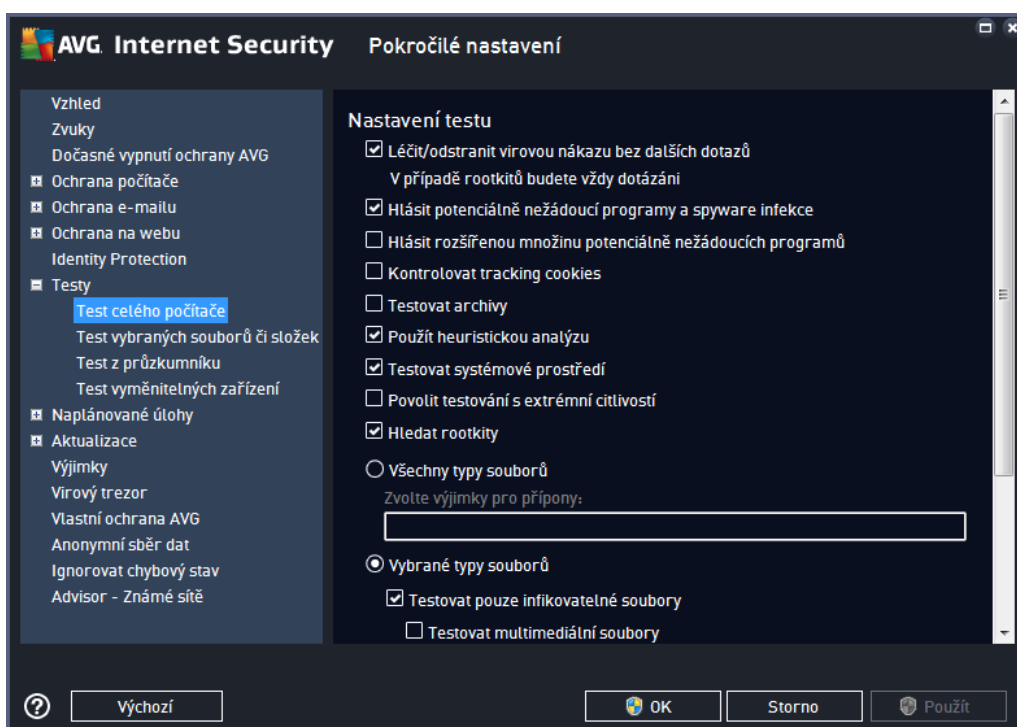 AVG. Internet Security Pokročilé nastavení
Vzhled
Zvuky
Dočasné vypnutí ochrany AVG
Ochrana počítače
Ochrana e-mailu
Ochrana na webu
Identity Protection
Testy
Test celého počítače
Test vybraných souborů či složek
Test z průzkumníku
Test vyměnitelných zařízení
Naplánované úlohy
Aktualizace
Výjimky
Virový trezor
Vlastní ochrana AVG
Anonymní sběr dat
Ignorovat chybový stav
Advisor - Známé sítě
Nastavení testu
Léčit/odstranit virovou nákazu bez dalších dotazů
V případě rootkitů budete vždy dotázáni
Hlásit potenciálně nežádoucí programy a spyware infekce
Hlásit rozšířenou množinu potenciálně nežádoucích programů
Kontrolovat tracking cookies
Testovat archivy
Použít heuristickou analýzu
Testovat systémové prostředí
Povolit testování s extrémní citlivostí
Hledat rootkity
Všechny typy souborů
Zvolte výjimky pro přípony:
Vybrané typy souborů
Testovat pouze infikovatelné soubory
Testovat multimediální soubory
Výchozí
OK
Storno
Použít